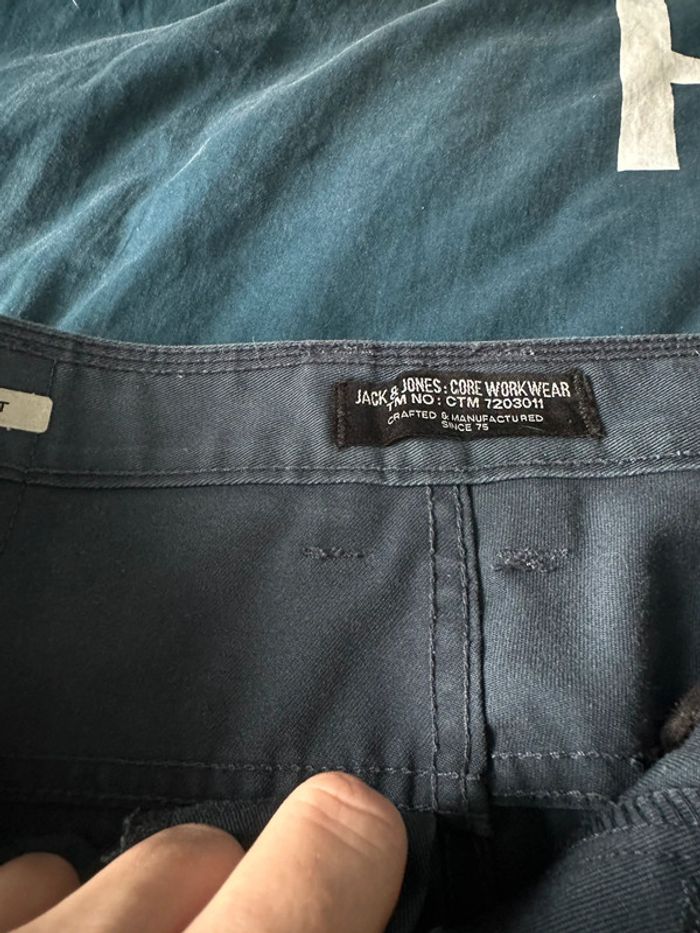 JACK & JONES: CORE WORKWEAR
TM NO: CTM 7203011
CRAFTED & MANUFACTURED
SINCE 75